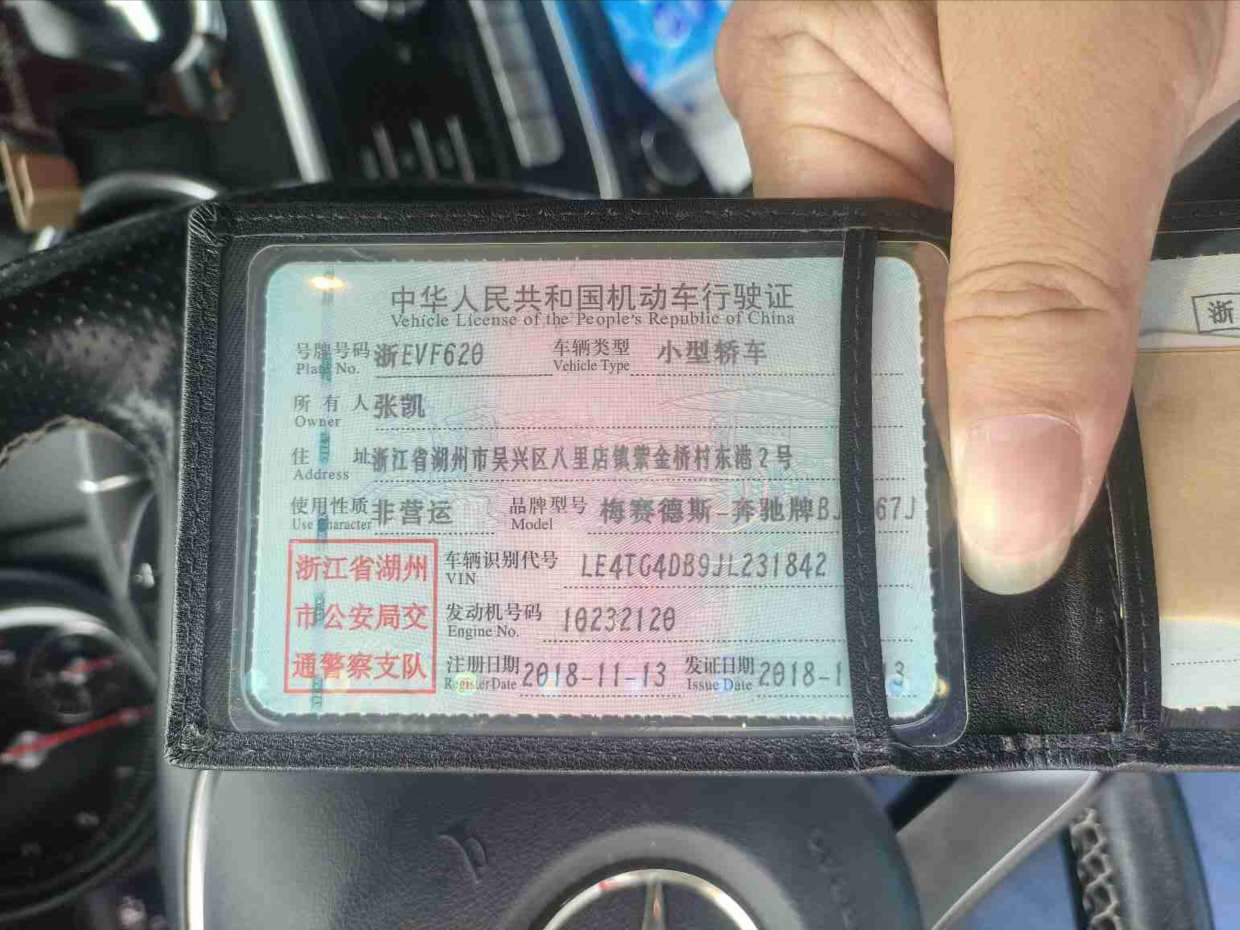 中华人民共和国机动车行驶证
Vehicle License of the People's Republic of China
号牌号码 浙EVF620 车辆类型 小型轿车
Plate No. Vehicle Type
所有人 张凯
Owner
住址 浙江省湖州市吴兴区八里店镇紫金桥村东港2号
Address
使用性质 非营运 品牌型号 梅赛德斯-奔驰牌BJ 67J
Use Character Model
浙江省湖州
市公安局交
通警察支队
车辆识别代号 LE4TG4DB9JL231842
VIN
发动机号码 10232120
Engine No.
注册日期 2018-11-13 发证日期 2018-1 3
Register Date Issue Date
浙